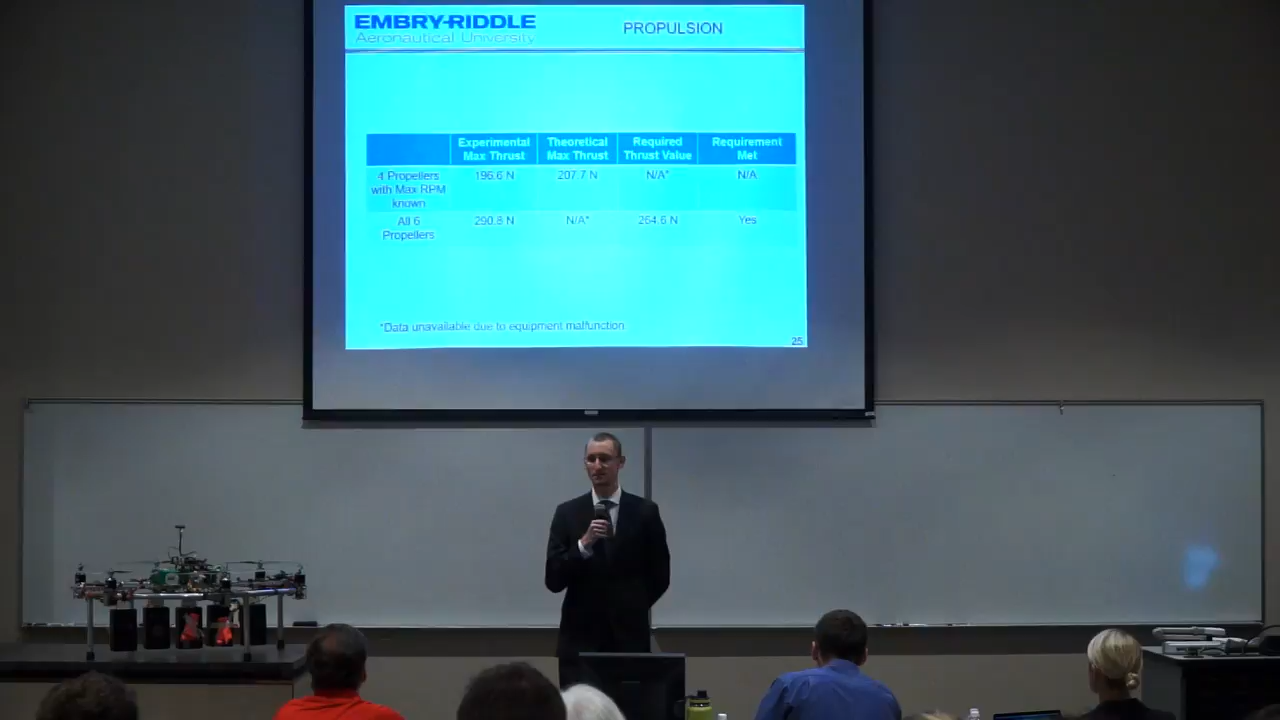 EMBRY-RIDDLE
Aeronautical University
PROPULSION
Experimental Max Thrust
Theoretical Max Thrust
Required Thrust Value
Requirement Met
4 Propellers with Max RPM known
196.6 N
207.7 N
N/A*
N/A
All 6 Propellers
290.8 N
N/A*
264.6 N
Yes
*Data unavailable due to equipment malfunction
25